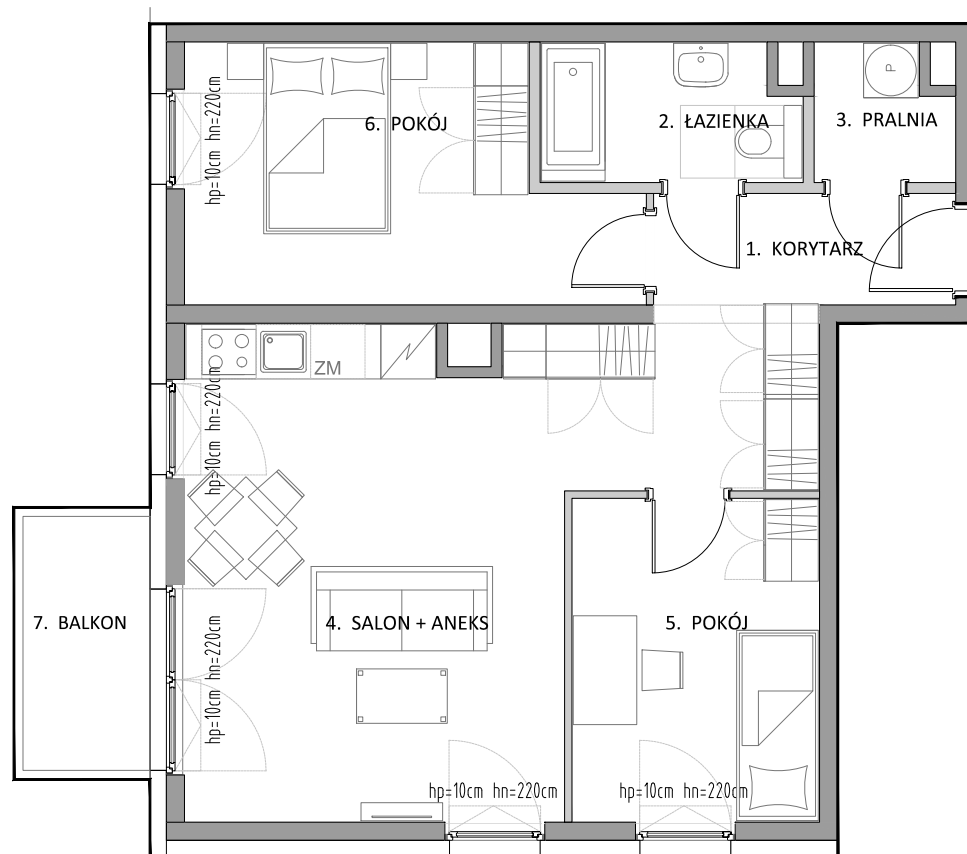 hp=10cm hn=220cm
6. POKÓJ
2. ŁAZIENKA
P
3. PRALNIA
1. KORYTARZ
ZM
hp=10cm hn=220cm
7. BALKON
4. SALON + ANEKS
5. POKÓJ
hp=10cm hn=220cm
hp=10cm hn=220cm
hp=10cm hn=220cm